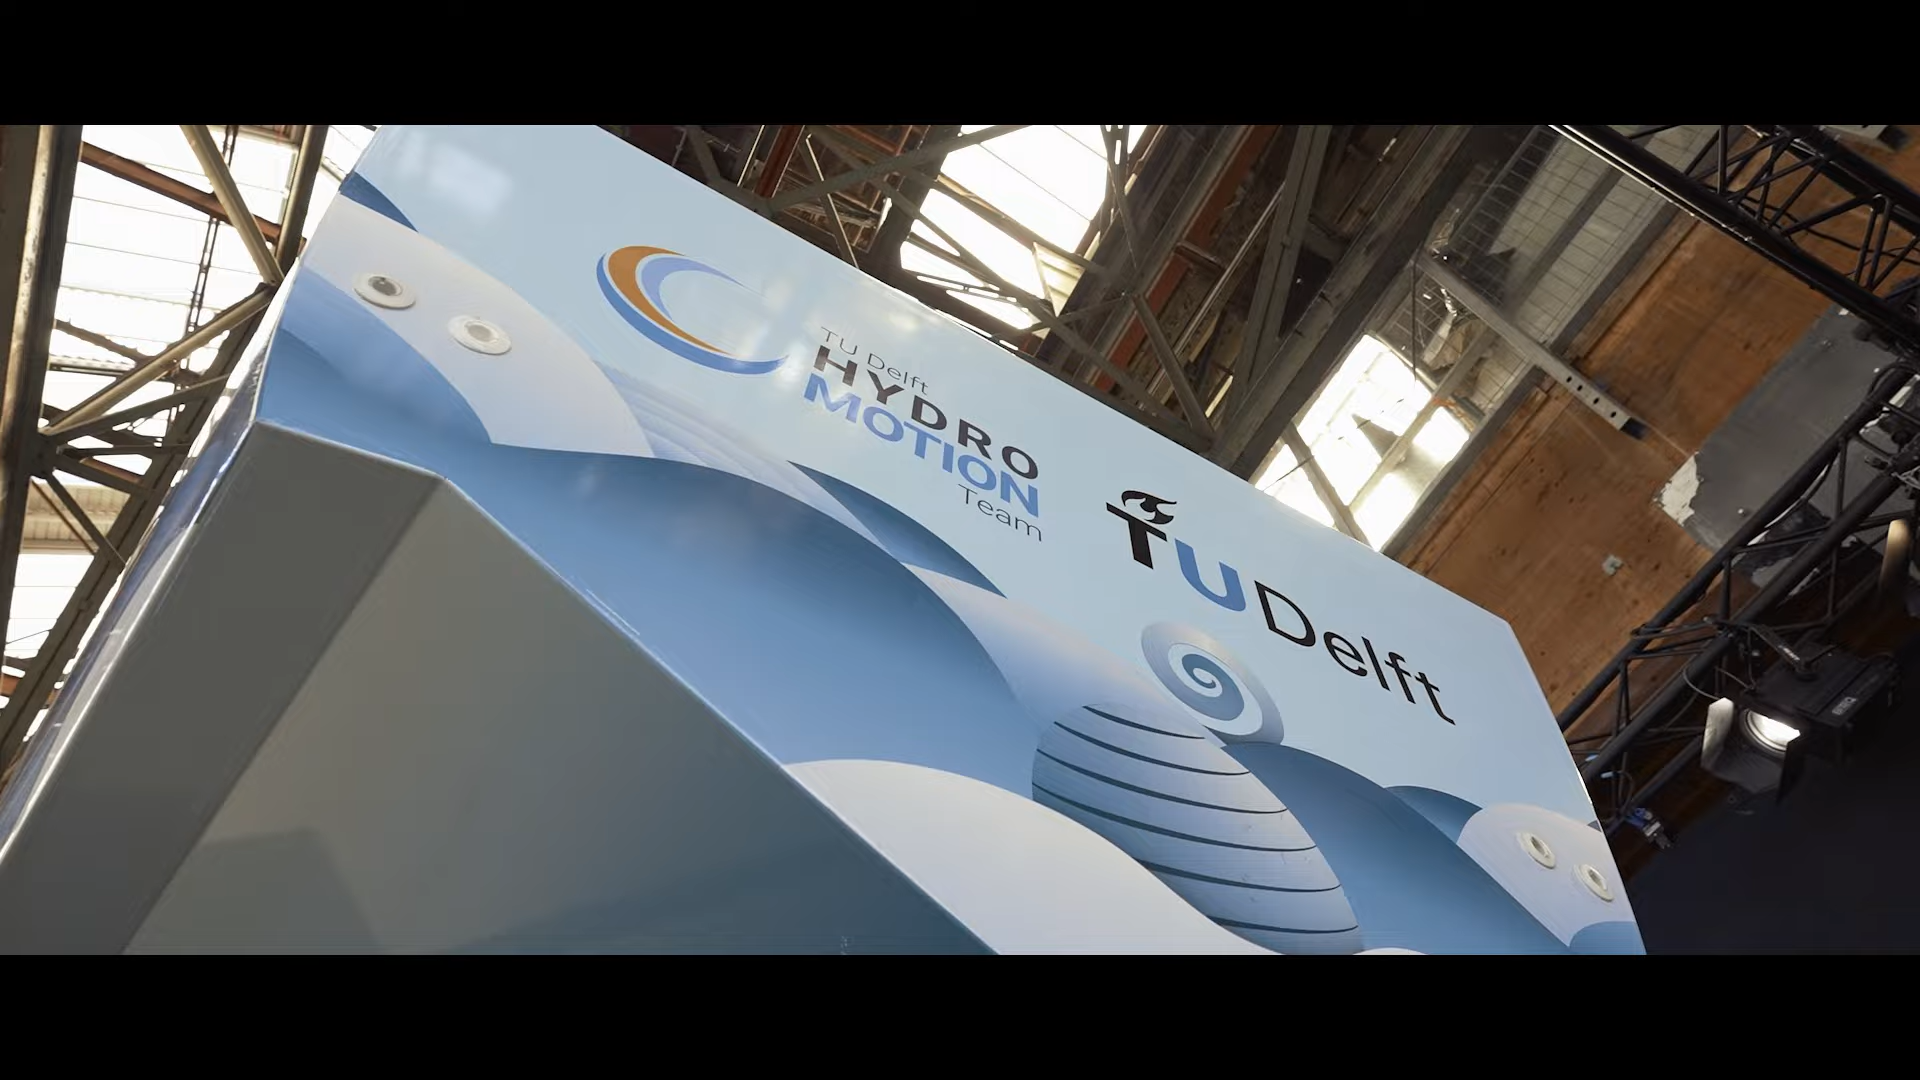 TU Delft
HYDRO
MOTION
Team
TU Delft